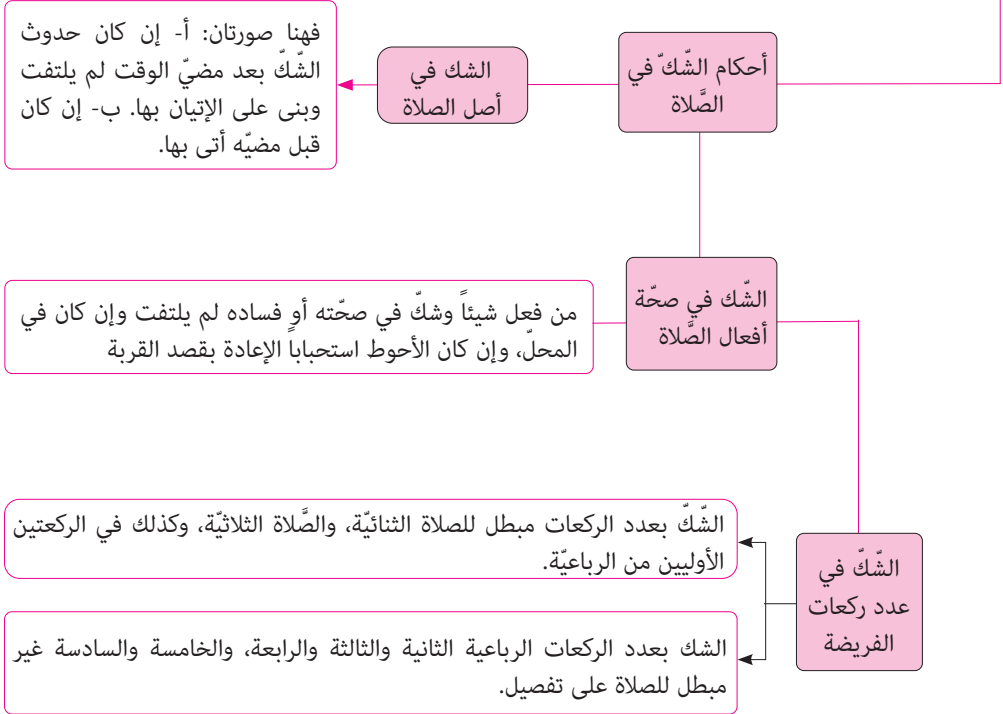 أحكام الشّكّ في
الصَّلاة
الشك في
أصل الصلاة
فهنا صورتان: أ- إن كان حدوث
الشّكّ بعد مضيّ الوقت لم يلتفت
وبنى على الإتيان بها. ب- إن كان
قبل مضيّه أتى بها.
الشّك في صحّة
أفعال الصَّلاة
من فعل شيئاً وشكّ في صحّته أو فساده لم يلتفت وإن كان في
المحلّ، وإن كان الأحوط استحباباً الإعادة بقصد القربة
الشّكّ في
عدد ركعات
الفريضة
الشّكّ بعدد الركعات مبطل للصلاة الثنائيّة، والصَّلاة الثلاثيّة، وكذلك في الركعتين
الأوليين من الرباعيّة.
الشك بعدد الركعات الرباعية الثانية والثالثة والرابعة، والخامسة والسادسة غير
مبطل للصلاة على تفصيل.